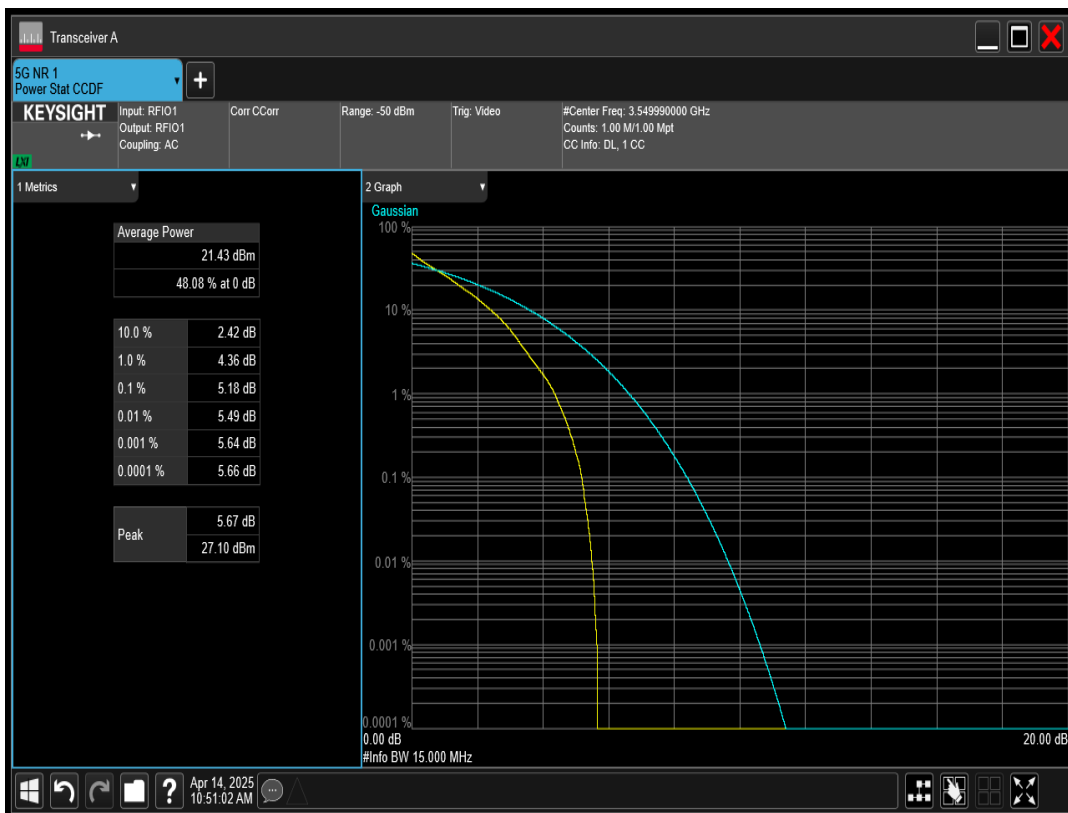 Transceiver A
5G NR 1
Power Stat CCDF
+
KEYSIGHT
LXI
Input: RFIO1
Output: RFIO1
Coupling: AC
Corr CCorr
Range: -50 dBm
Trig: Video
#Center Freq: 3.549990000 GHz
Counts: 1.00 M/1.00 Mpt
CC Info: DL, 1 CC
1 Metrics
Average Power
21.43 dBm
48.08 % at 0 dB
10.0 % 2.42 dB
1.0 % 4.36 dB
0.1 % 5.18 dB
0.01 % 5.49 dB
0.001 % 5.64 dB
0.0001 % 5.66 dB
Peak
5.67 dB
27.10 dBm
2 Graph
Gaussian
100 %
10 %
1 %
0.1 %
0.01 %
0.001 %
0.0001 %
0.00 dB 20.00 dB
#Info BW 15.000 MHz
?
Apr 14, 2025
10:51:02 AM